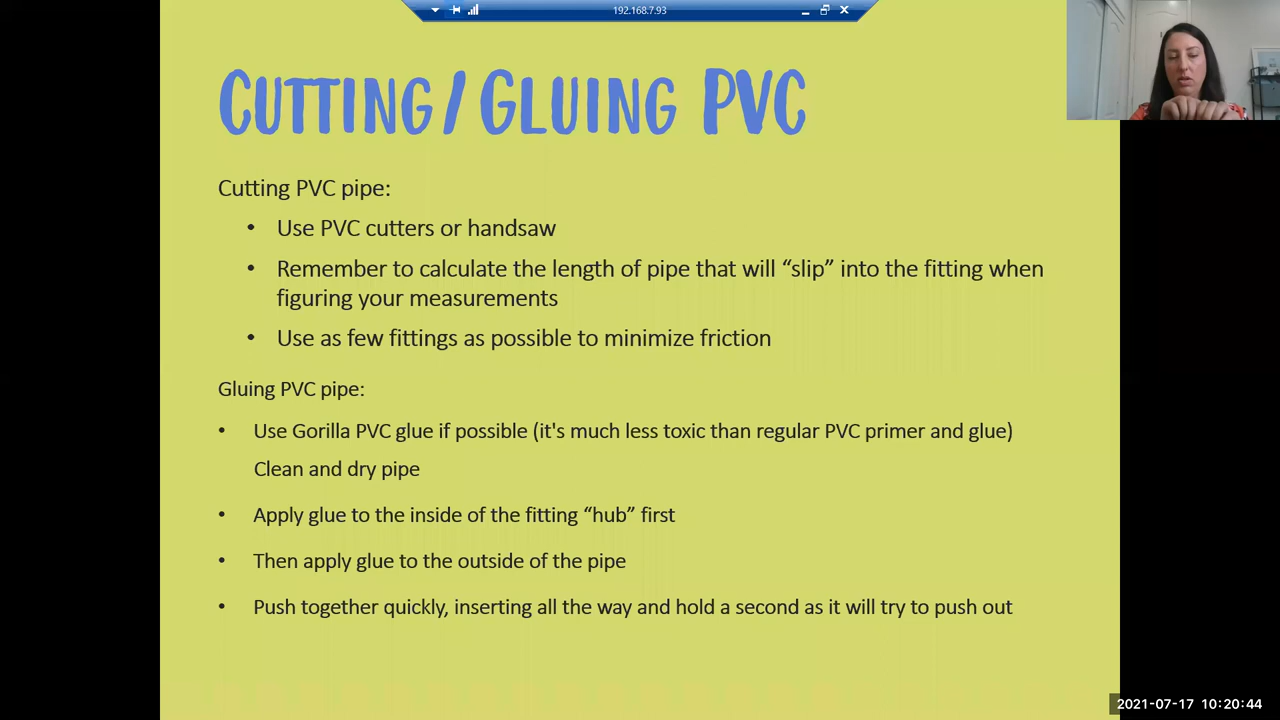 192.168.7.93
CUTTING/GLUING PVC
Cutting PVC pipe:
• Use PVC cutters or handsaw
• Remember to calculate the length of pipe that will “slip” into the fitting when
figuring your measurements
• Use as few fittings as possible to minimize friction
Gluing PVC pipe:
• Use Gorilla PVC glue if possible (it's much less toxic than regular PVC primer and glue)
Clean and dry pipe
• Apply glue to the inside of the fitting “hub” first
• Then apply glue to the outside of the pipe
• Push together quickly, inserting all the way and hold a second as it will try to push out
2021-07-17 10:20:44